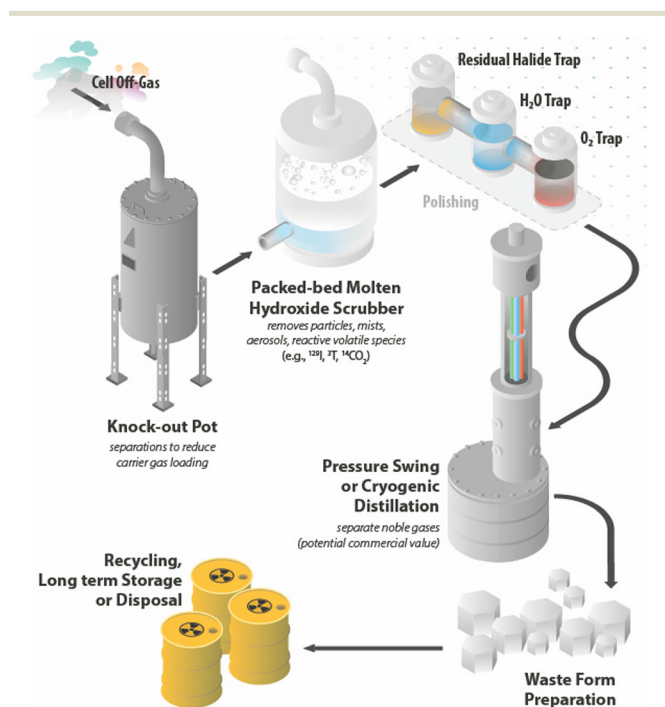 Cell Off-Gas
Residual Halide Trap
H₂O Trap
O₂ Trap
Polishing
Packed-bed Molten
Hydroxide Scrubber
removes particles, mists,
aerosols, reactive volatile species
(e.g., ¹²⁹I, ³T, ¹⁴CO₂)
Knock-out Pot
separations to reduce
carrier gas loading
Pressure Swing
or Cryogenic
Distillation
separate noble gases
(potential commercial value)
Recycling,
Long term Storage
or Disposal
Waste Form
Preparation